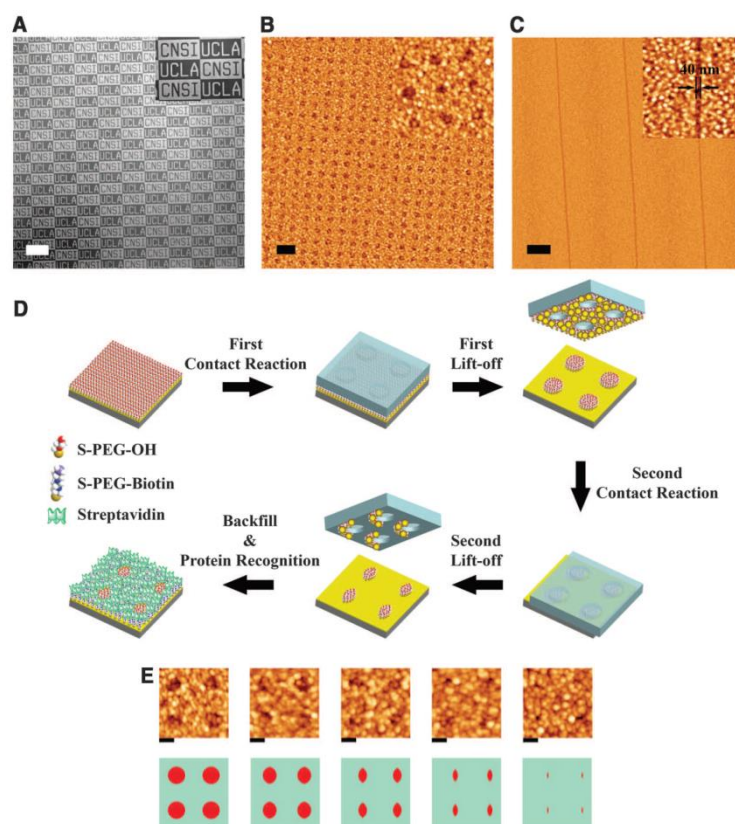 A
B
C
CNSI UCLA
UCLA CNSI
CNSI UCLA
40 nm
D
First
Contact Reaction
First
Lift-off
S-PEG-OH
S-PEG-Biotin
Streptavidin
Second
Contact Reaction
Backfill
&
Protein Recognition
Second
Lift-off
E